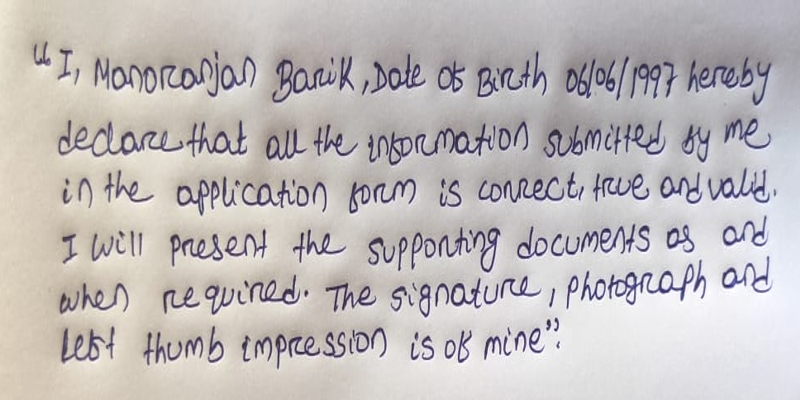 "I, Manoranjan Barik, Date of Birth 06/06/1997 hereby
declare that all the information submitted by me
in the application form is correct, true and valid.
I will present the supporting documents as and
when required. The signature, photograph and
left thumb impression is of mine".